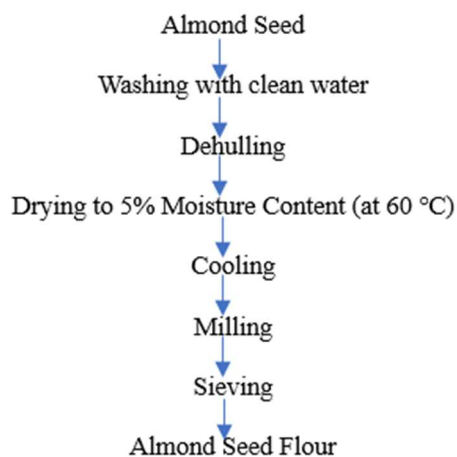 Almond Seed
Washing with clean water
Dehulling
Drying to 5% Moisture Content (at 60 °C)
Cooling
Milling
Sieving
Almond Seed Flour